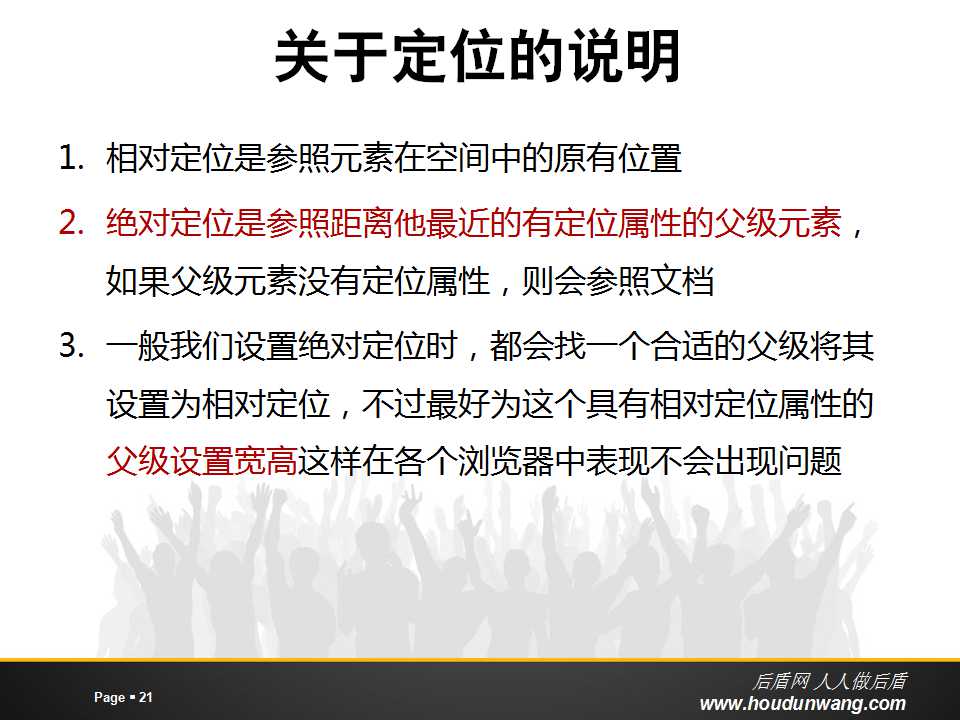 关于定位的说明
1. 相对定位是参照元素在空间中的原有位置
2. 绝对定位是参照距离他最近的有定位属性的父级元素，
如果父级元素没有定位属性，则会参照文档
3. 一般我们设置绝对定位时，都会找一个合适的父级将其
设置为相对定位，不过最好为这个具有相对定位属性的
父级设置宽高这样在各个浏览器中表现不会出现问题
后盾网 人人做后盾
Page ▪ 21
www.houdunwang.com